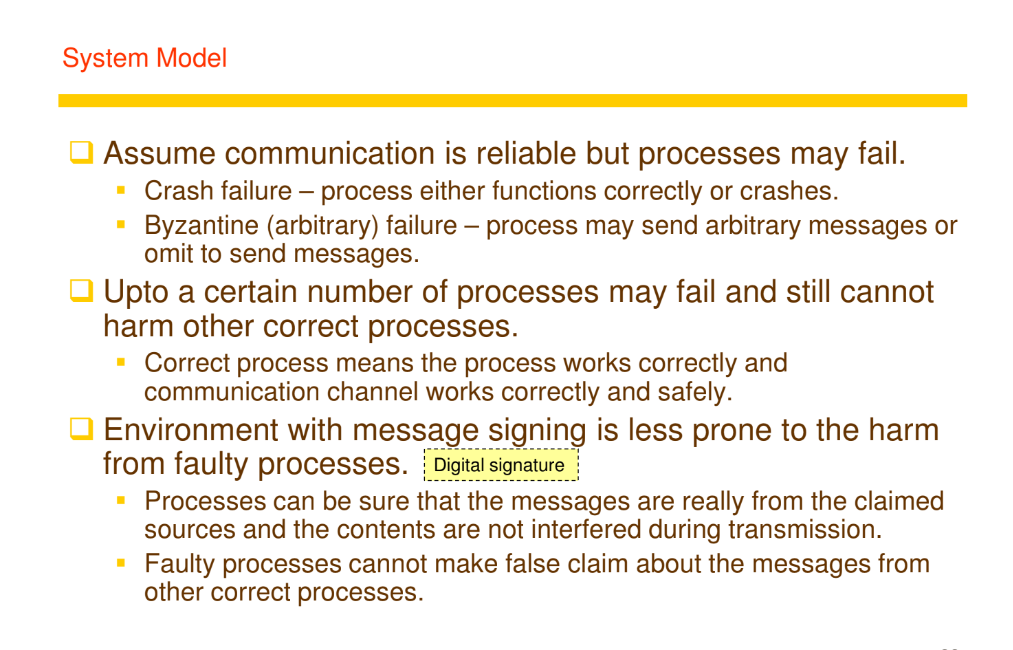 System Model
Assume communication is reliable but processes may fail.
Crash failure – process either functions correctly or crashes.
Byzantine (arbitrary) failure – process may send arbitrary messages or
omit to send messages.
Upto a certain number of processes may fail and still cannot
harm other correct processes.
Correct process means the process works correctly and
communication channel works correctly and safely.
Environment with message signing is less prone to the harm
from faulty processes. Digital signature
Processes can be sure that the messages are really from the claimed
sources and the contents are not interfered during transmission.
Faulty processes cannot make false claim about the messages from
other correct processes.